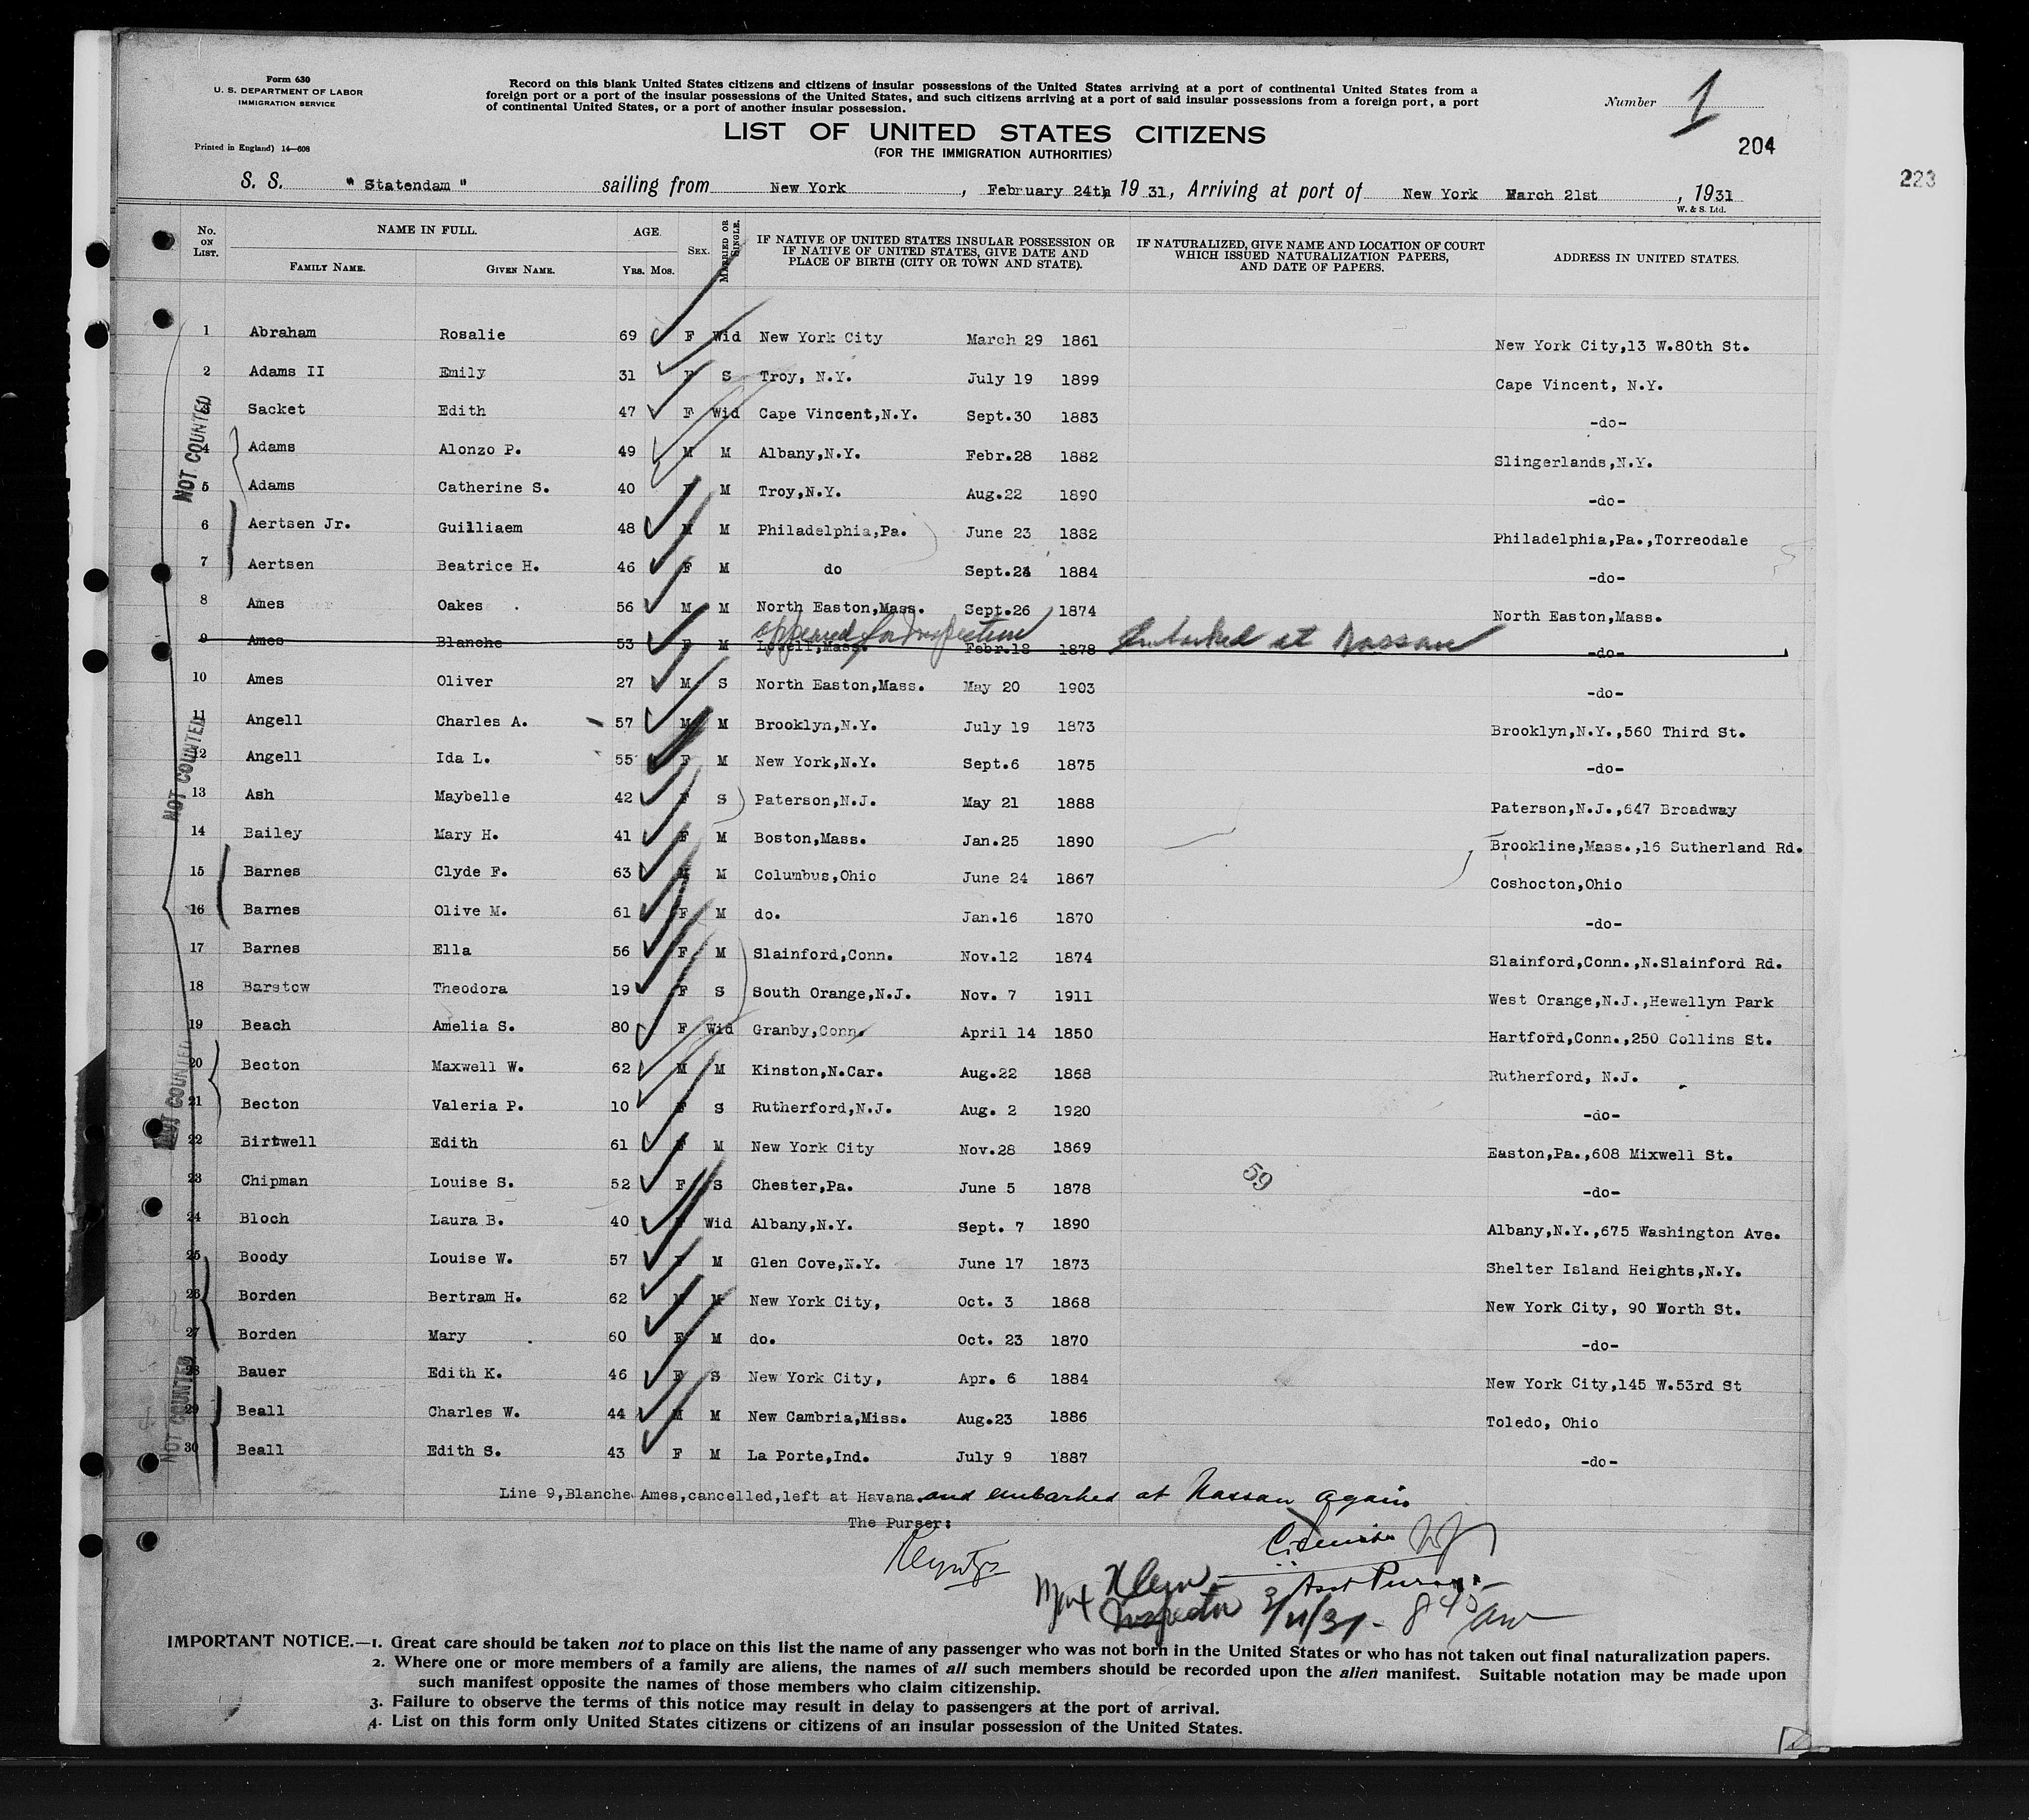 Form 630
U. S. DEPARTMENT OF LABOR
IMMIGRATION SERVICE
Printed in England) 14—608
Record on this blank United States citizens and citizens of insular possessions of the United States arriving at a port of continental United States from a
foreign port or a port of the insular possessions of the United States, and such citizens arriving at a port of said insular possessions from a foreign port, a port
of continental United States, or a port of another insular possession.
Number 1
LIST OF UNITED STATES CITIZENS
(FOR THE IMMIGRATION AUTHORITIES)
204
223
S. S. "Statendam" sailing from New York, February 24th, 1931, Arriving at port of New York March 21st, 1931
W. & S. Ltd.
No. ON LIST. NAME IN FULL. FAMILY NAME. GIVEN NAME. AGE. YRS. MOS. SEX. MARRIED OR SINGLE. IF NATIVE OF UNITED STATES INSULAR POSSESSION OR IF NATIVE OF UNITED STATES, GIVE DATE AND PLACE OF BIRTH (CITY OR TOWN AND STATE). IF NATURALIZED, GIVE NAME AND LOCATION OF COURT WHICH ISSUED NATURALIZATION PAPERS, AND DATE OF PAPERS. ADDRESS IN UNITED STATES.
1 Abraham Rosalie 69 F Wid New York City March 29 1861 New York City,13 W.80th St.
2 Adams II Emily 31 F S Troy, N.Y. July 19 1899 Cape Vincent, N.Y.
3 Sacket Edith 47 F Wid Cape Vincent,N.Y. Sept.30 1883 -do-
4 Adams Alonzo P. 49 M M Albany,N.Y. Febr.28 1882 Slingerlands,N.Y.
5 Adams Catherine S. 40 F M Troy,N.Y. Aug.22 1890 -do-
6 Aertsen Jr. Guilliaem 48 M M Philadelphia,Pa. June 23 1882 Philadelphia,Pa.,Torreodale
7 Aertsen Beatrice H. 46 F M do Sept.24 1884 -do-
8 Ames Oakes 56 M M North Easton,Mass. Sept.26 1874 North Easton,Mass.
appeared for Inspection Embarked at Nassau
9 Ames Blanche 53 F M Lowell,Mass. Febr.18 1878 -do-
10 Ames Oliver 27 M S North Easton,Mass. May 20 1903 -do-
11 Angell Charles A. 57 M M Brooklyn,N.Y. July 19 1873 Brooklyn,N.Y.,560 Third St.
12 Angell Ida L. 55 F M New York,N.Y. Sept.6 1875 -do-
13 Ash Maybelle 42 F S Paterson,N.J. May 21 1888 Paterson,N.J.,647 Broadway
14 Bailey Mary H. 41 F M Boston,Mass. Jan.25 1890 Brookline,Mass.,16 Sutherland Rd.
15 Barnes Clyde F. 63 M M Columbus,Ohio June 24 1867 Coshocton,Ohio
16 Barnes Olive M. 61 F M do. Jan.16 1870 -do-
17 Barnes Ella 56 F M Slainford,Conn. Nov.12 1874 Slainford,Conn.,N.Slainford Rd.
18 Barstow Theodora 19 F S South Orange,N.J. Nov. 7 1911 West Orange,N.J.,Hewellyn Park
19 Beach Amelia S. 80 F Wid Granby,Conn. April 14 1850 Hartford,Conn.,250 Collins St.
20 Becton Maxwell W. 62 M M Kinston,N.Car. Aug.22 1868 Rutherford, N.J.
21 Becton Valeria P. 10 F S Rutherford,N.J. Aug. 2 1920 -do-
22 Birtwell Edith 61 F M New York City Nov.28 1869 Easton,Pa.,608 Mixwell St.
23 Chipman Louise S. 52 F S Chester,Pa. June 5 1878 -do-
59
24 Bloch Laura B. 40 F Wid Albany,N.Y. Sept. 7 1890 Albany,N.Y.,675 Washington Ave.
25 Boody Louise W. 57 F M Glen Cove,N.Y. June 17 1873 Shelter Island Heights,N.Y.
26 Borden Bertram H. 62 M M New York City, Oct. 3 1868 New York City, 90 Worth St.
27 Borden Mary 60 F M do. Oct. 23 1870 -do-
28 Bauer Edith K. 46 F S New York City, Apr. 6 1884 New York City,145 W.53rd St
29 Beall Charles W. 44 M M New Cambria,Miss. Aug.23 1886 Toledo, Ohio
30 Beall Edith S. 43 F M La Porte,Ind. July 9 1887 -do-
NOT COUNTED
NOT COUNTED
NOT COUNTED
NOT COUNTED
Line 9,Blanche Ames,cancelled,left at Havana.and embarked at Nassau again
The Purser:
Asst Purser
Klein
Inspector 3/21/31 - 8 45 am
IMPORTANT NOTICE.—1. Great care should be taken not to place on this list the name of any passenger who was not born in the United States or who has not taken out final naturalization papers.
2. Where one or more members of a family are aliens, the names of all such members should be recorded upon the alien manifest. Suitable notation may be made upon
such manifest opposite the names of those members who claim citizenship.
3. Failure to observe the terms of this notice may result in delay to passengers at the port of arrival.
4. List on this form only United States citizens or citizens of an insular possession of the United States.